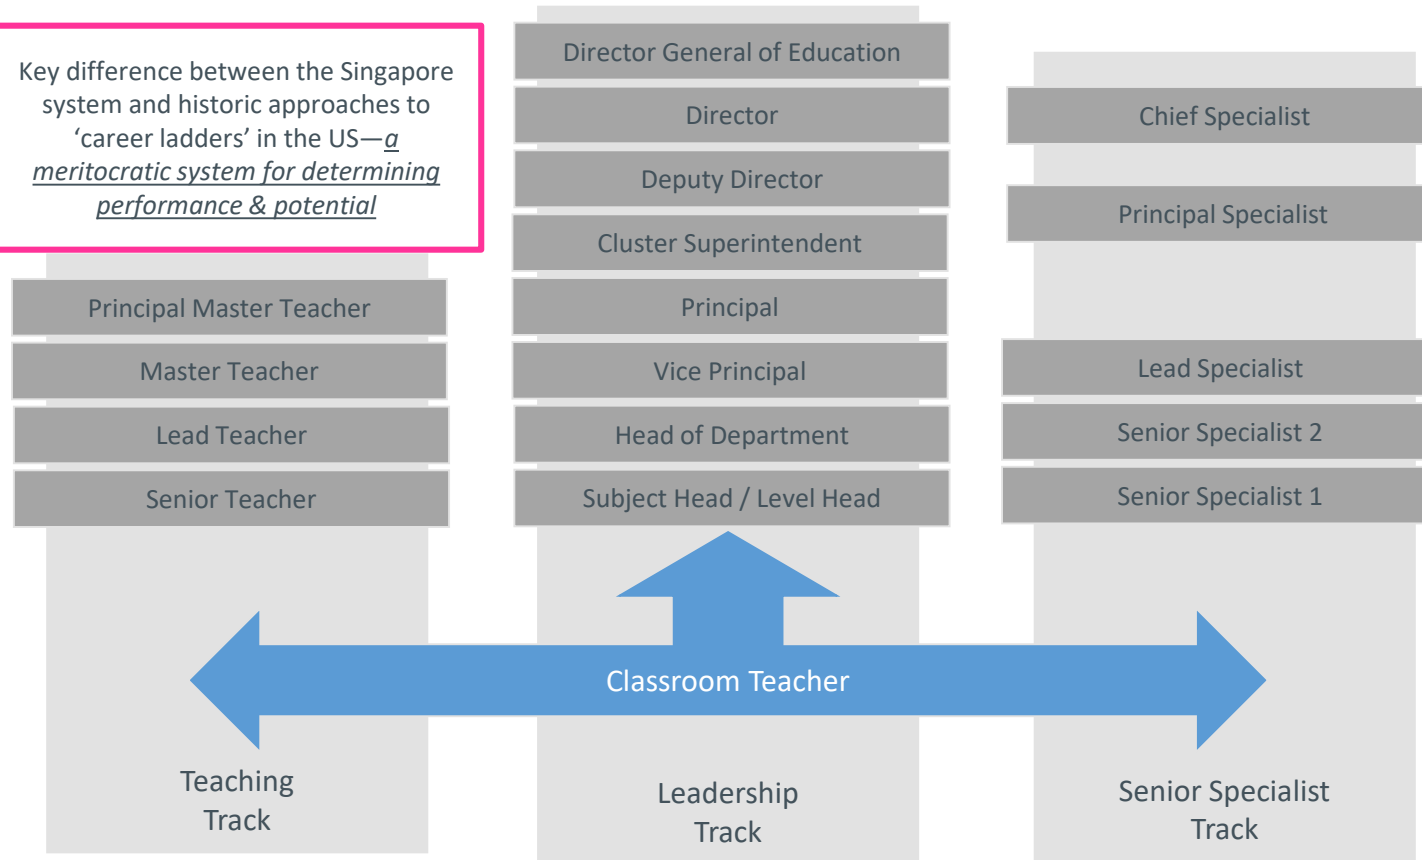 Key difference between the Singapore
system and historic approaches to
‘career ladders’ in the US—a
meritocratic system for determining
performance & potential
Principal Master Teacher
Master Teacher
Lead Teacher
Senior Teacher
Director General of Education
Director
Deputy Director
Cluster Superintendent
Principal
Vice Principal
Head of Department
Subject Head / Level Head
Chief Specialist
Principal Specialist
Lead Specialist
Senior Specialist 2
Senior Specialist 1
Classroom Teacher
Teaching
Track
Leadership
Track
Senior Specialist
Track